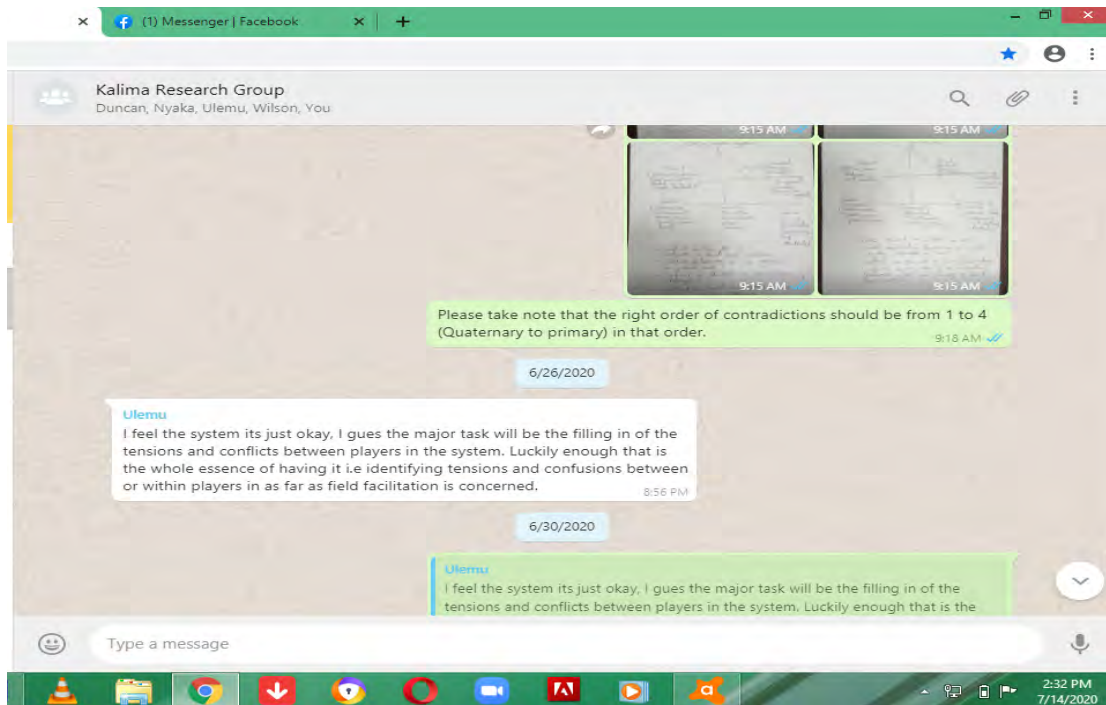 (1) Messenger | Facebook
Kalima Research Group
Duncan, Nyaka, Ulemu, Wilson, You
9:15 AM
9:15 AM
9:15 AM
9:15 AM
Please take note that the right order of contradictions should be from 1 to 4
(Quaternary to primary) in that order.
9:18 AM
6/26/2020
Ulemu
I feel the system its just okay, I gues the major task will be the filling in of the
tensions and conflicts between players in the system. Luckily enough that is
the whole essence of having it i.e identifying tensions and confusions between
or within players in as far as field facilitation is concerned.
8:56 PM
6/30/2020
Ulemu
I feel the system its just okay, I gues the major task will be the filling in of the
tensions and conflicts between players in the system. Luckily enough that is the
Type a message
2:32 PM
7/14/2020